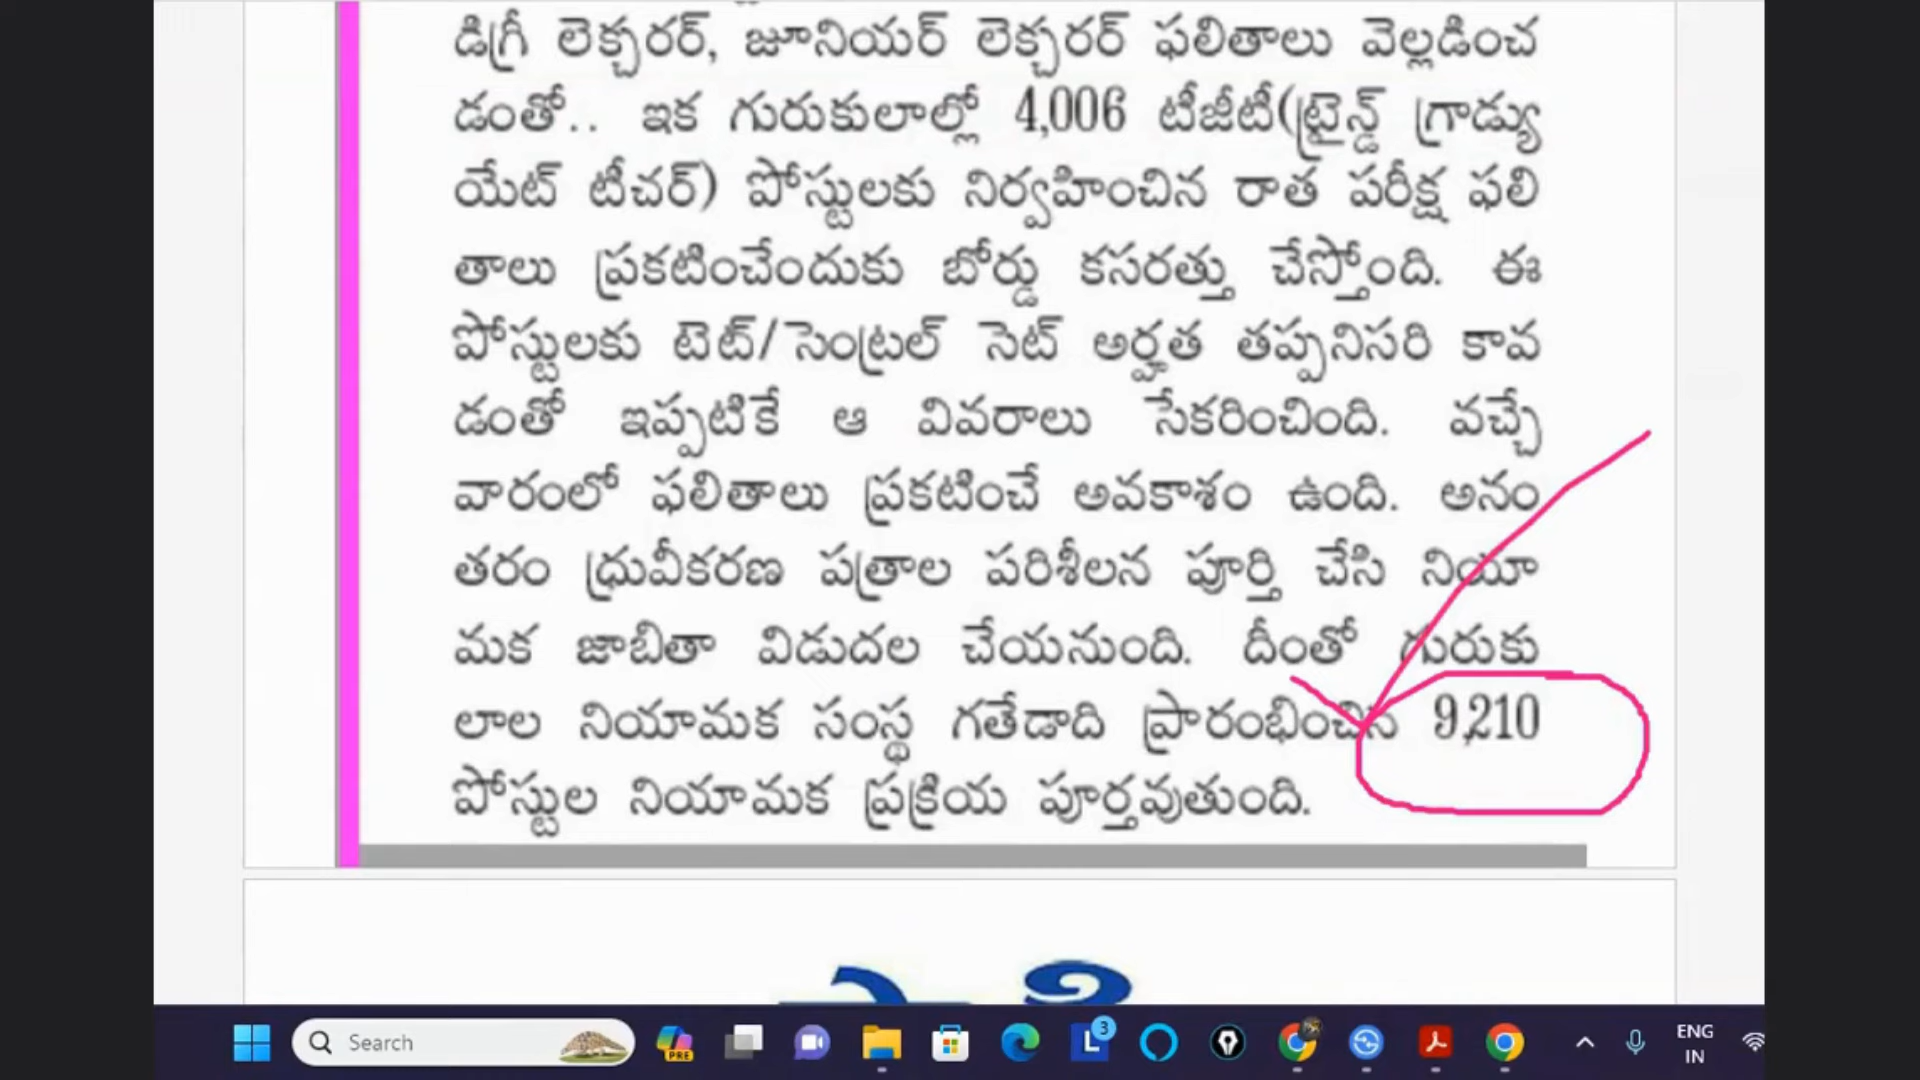 డిగ్రీ లెక్చరర్, జూనియర్ లెక్చరర్ ఫలితాలు వెల్లడించ
డంతో.. ఇక గురుకులాల్లో 4,006 టీజీటీ(ట్రైన్డ్ గ్రాడ్యు
యేట్ టీచర్) పోస్టులకు నిర్వహించిన రాత పరీక్ష ఫలి
తాలు ప్రకటించేందుకు బోర్డు కసరత్తు చేస్తోంది. ఈ
పోస్టులకు టెట్/సెంట్రల్ సెట్ అర్హత తప్పనిసరి కావ
డంతో ఇప్పటికే ఆ వివరాలు సేకరించింది. వచ్చే
వారంలో ఫలితాలు ప్రకటించే అవకాశం ఉంది. అనం
తరం ధ్రువీకరణ పత్రాల పరిశీలన పూర్తి చేసి నియా
మక జాబితా విడుదల చేయనుంది. దీంతో గురుకు
లాల నియామక సంస్థ గతేడాది ప్రారంభించిన 9,210
పోస్టుల నియామక ప్రక్రియ పూర్తవుతుంది.
Search
PRE
L
3
ENG
IN